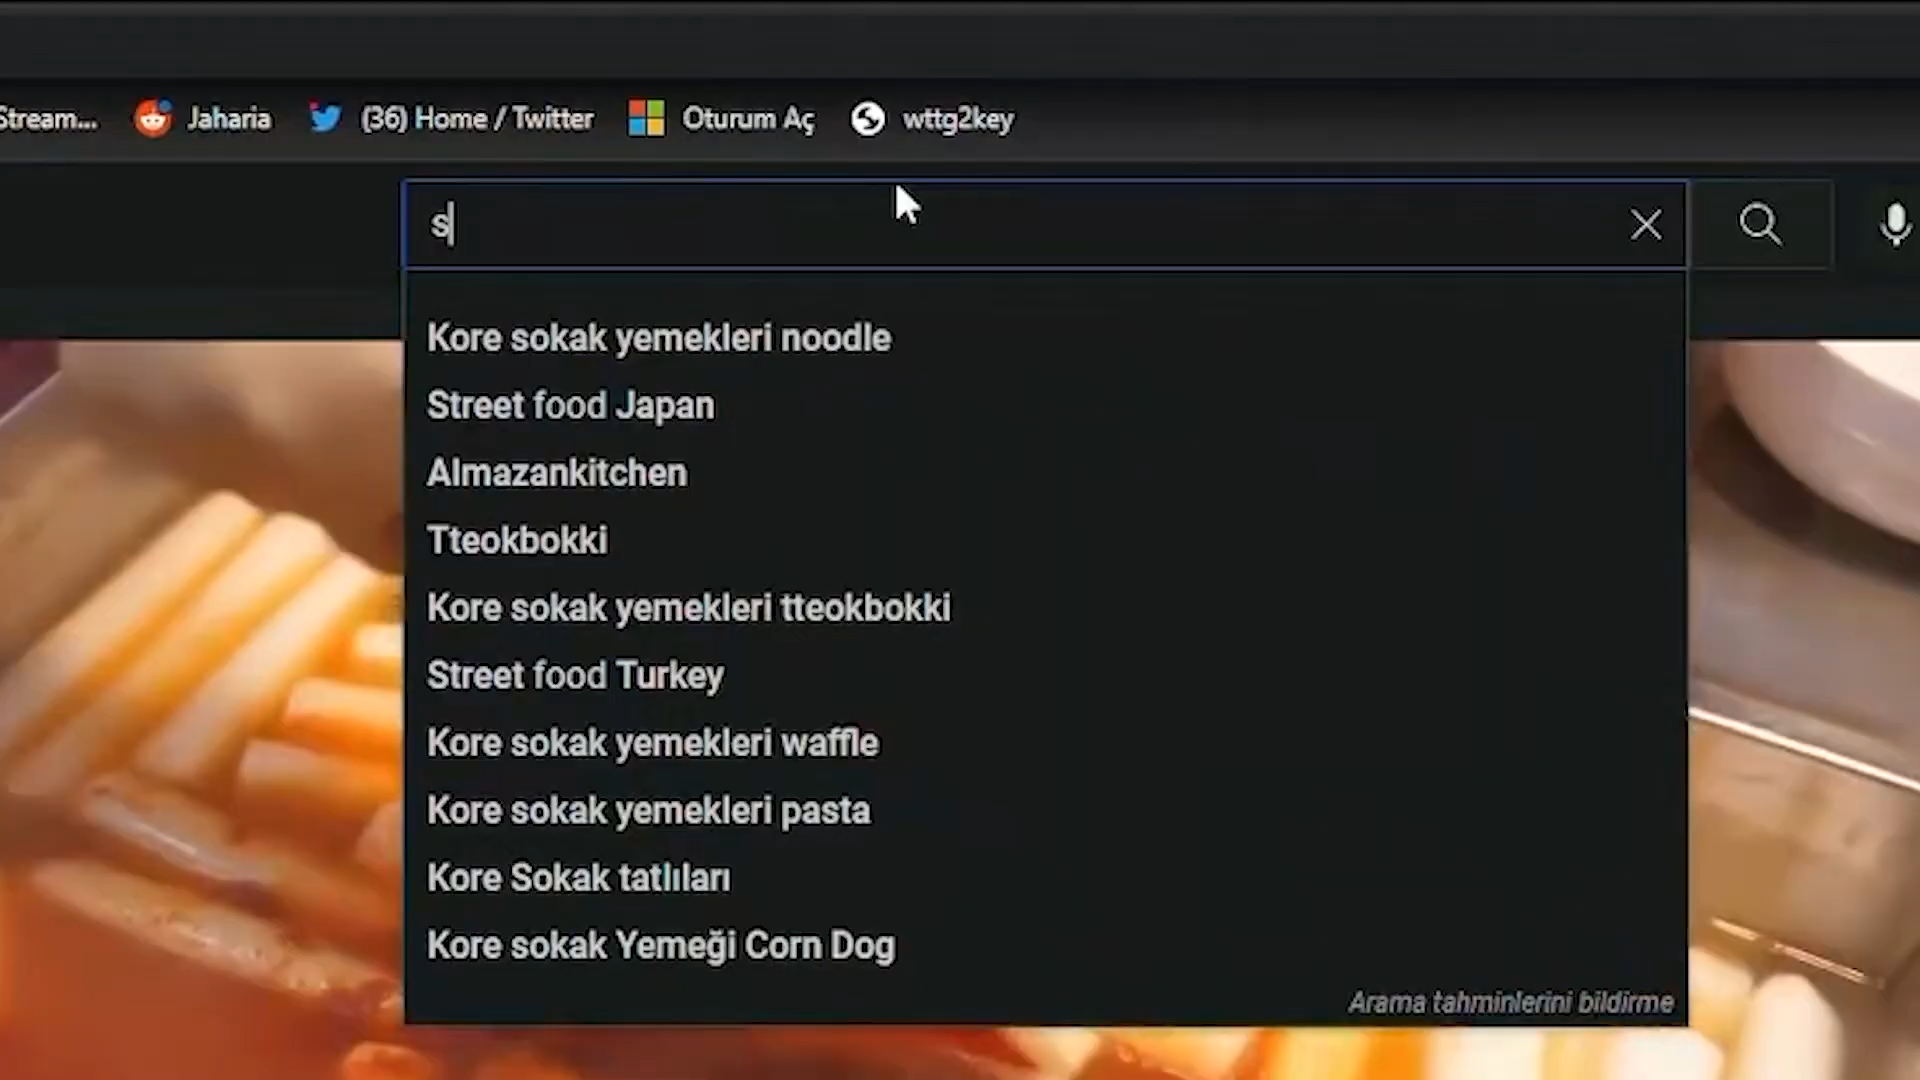 Stream... Jaharia (36) Home / Twitter Oturum Aç wttg2key
s
Kore sokak yemekleri noodle
Street food Japan
Almazankitchen
Tteokbokki
Kore sokak yemekleri tteokbokki
Street food Turkey
Kore sokak yemekleri waffle
Kore sokak yemekleri pasta
Kore Sokak tatlıları
Kore sokak Yemeği Corn Dog
Arama tahminlerini bildirme